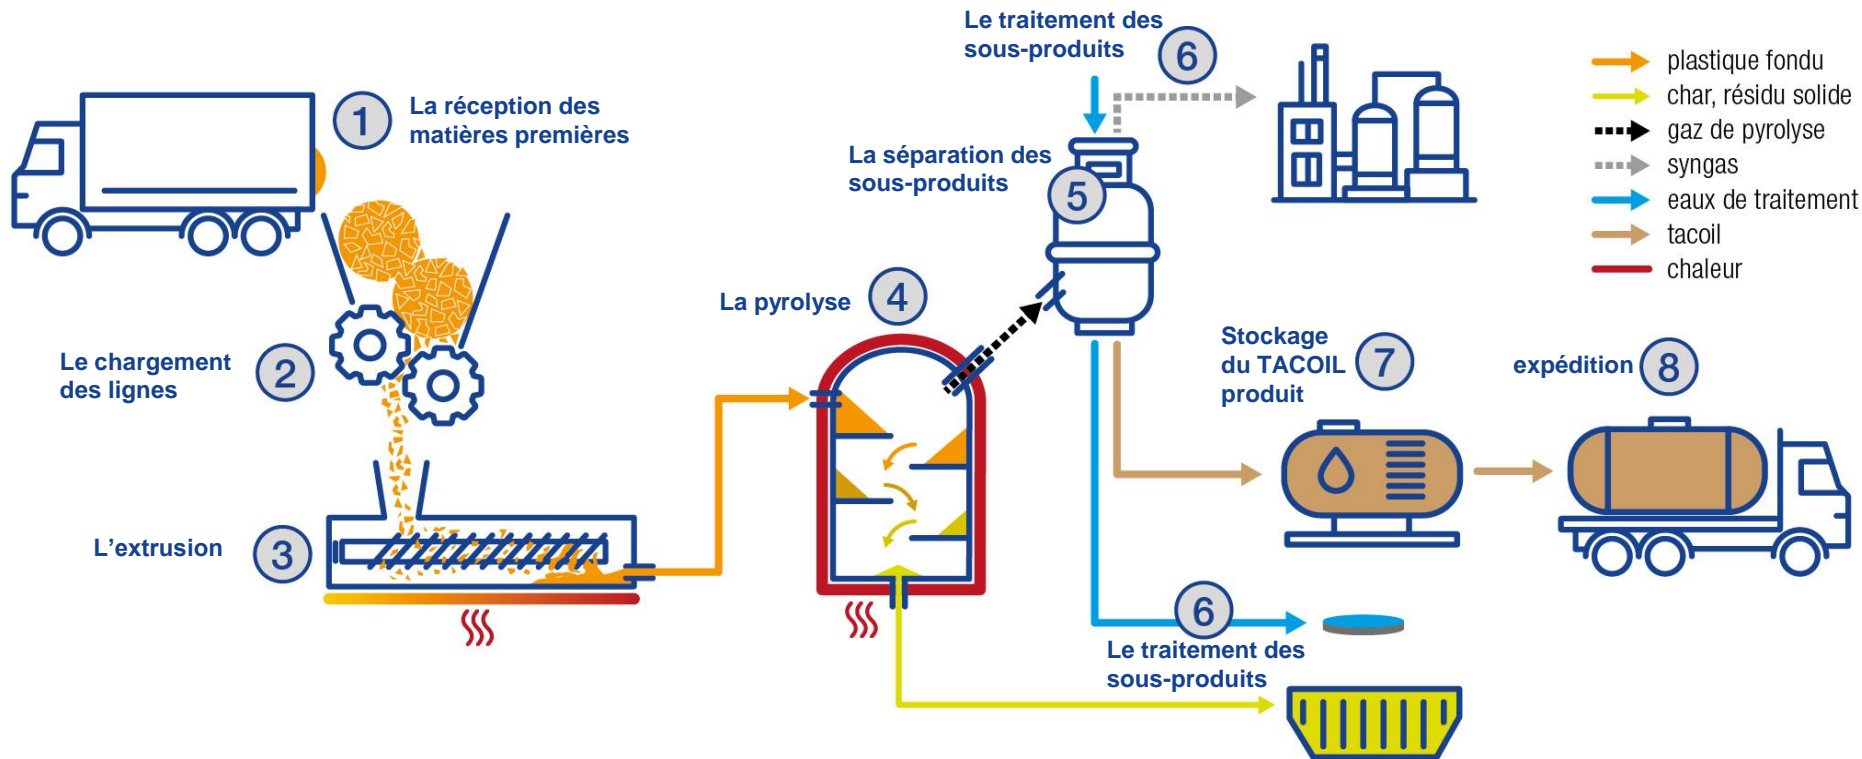 1
La réception des
matières premières
2
Le chargement
des lignes
3
L'extrusion
La pyrolyse
4
La séparation des
sous-produits
5
Le traitement des
sous-produits
6
Stockage
du TACOIL
produit
7
expédition
8
6
Le traitement des
sous-produits
plastique fondu
char, résidu solide
gaz de pyrolyse
syngas
eaux de traitement
tacoil
chaleur